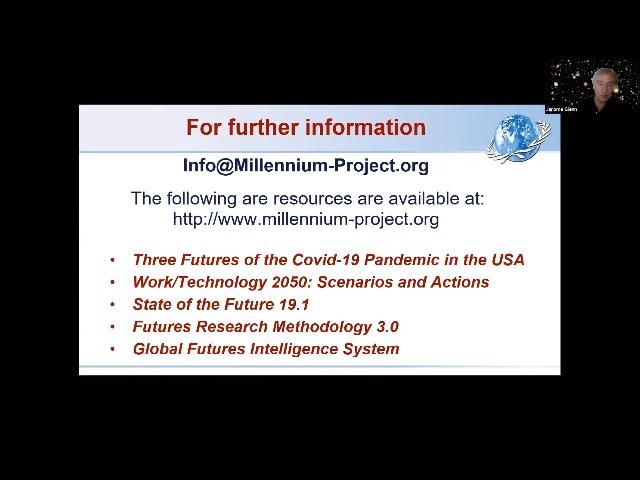 For further information
Info@Millennium-Project.org
The following are resources are available at:
http://www.millennium-project.org
• Three Futures of the Covid-19 Pandemic in the USA
• Work/Technology 2050: Scenarios and Actions
• State of the Future 19.1
• Futures Research Methodology 3.0
• Global Futures Intelligence System
Jerome Glenn